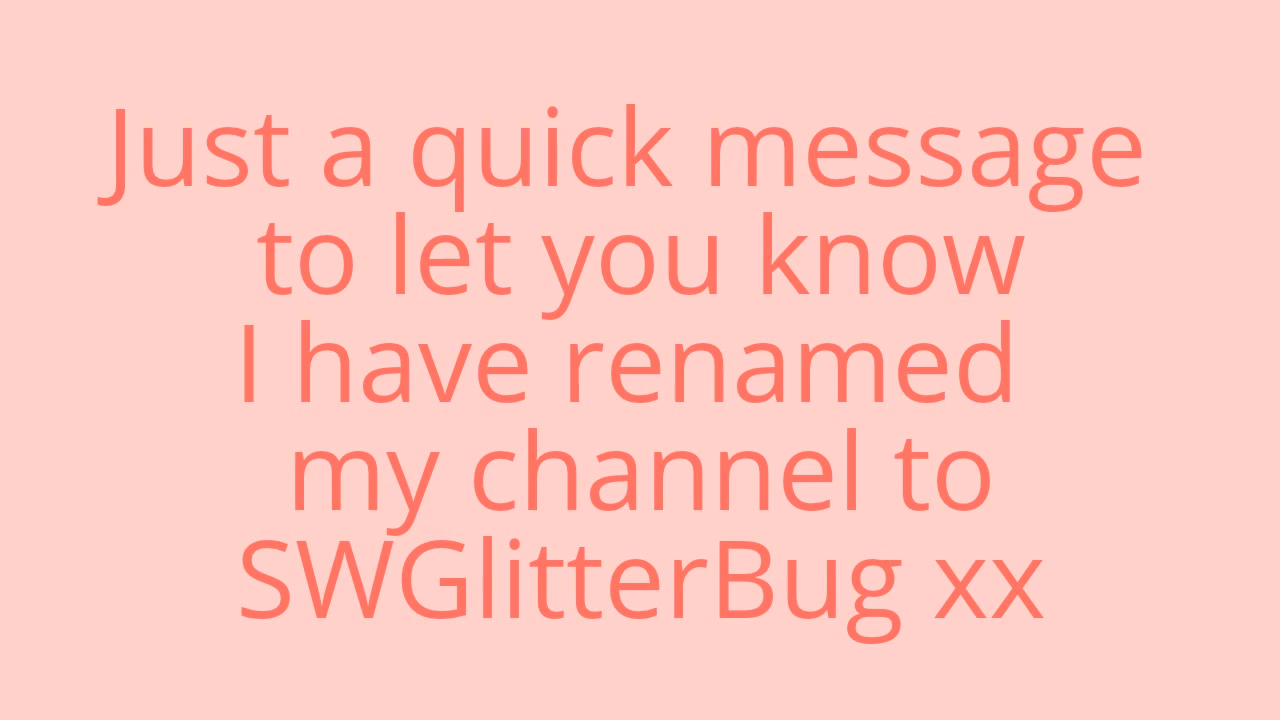 Just a quick message
to let you know
I have renamed
my channel to
SWGlitterBug xx